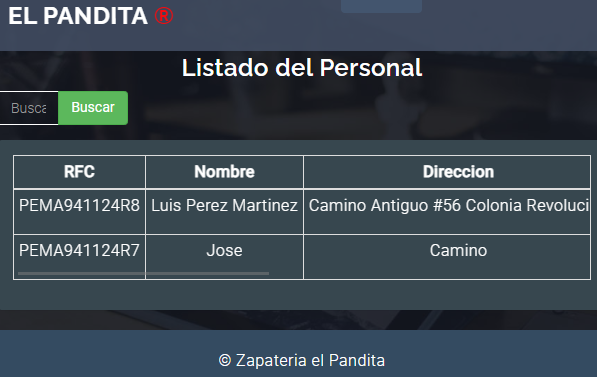 EL PANDITA ®
Listado del Personal
Busca Buscar
RFC Nombre Direccion
PEMA941124R8 Luis Perez Martinez Camino Antiguo #56 Colonia Revoluci
PEMA941124R7 Jose Camino
© Zapateria el Pandita